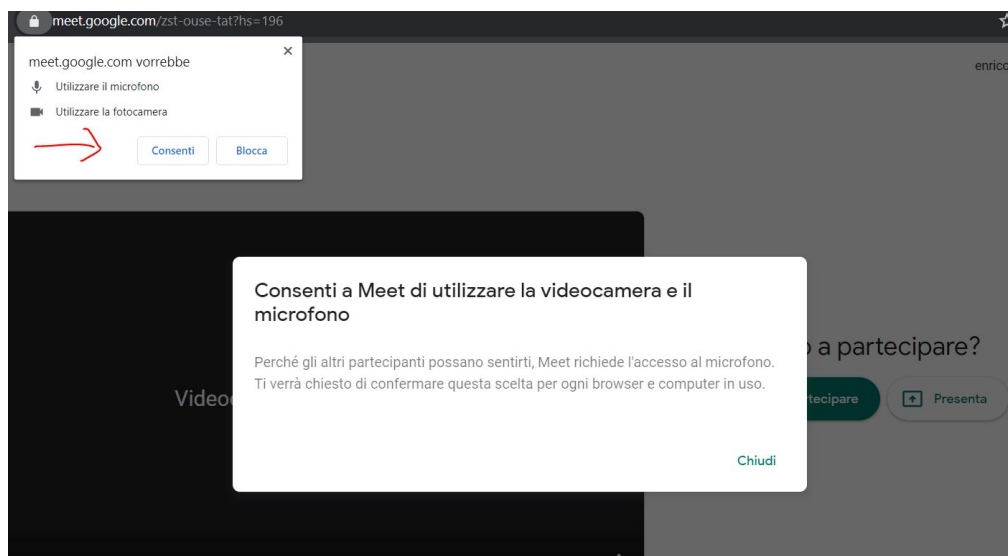 meet.google.com/zst-ouse-tat?hs=196
meet.google.com vorrebbe
Utilizzare il microfono
Utilizzare la fotocamera
Consenti Blocca
enrico
Consenti a Meet di utilizzare la videocamera e il
microfono
Perché gli altri partecipanti possano sentirti, Meet richiede l'accesso al microfono.
Ti verrà chiesto di confermare questa scelta per ogni browser e computer in uso.
Chiudi
a partecipare?
tecipare Presenta
Video